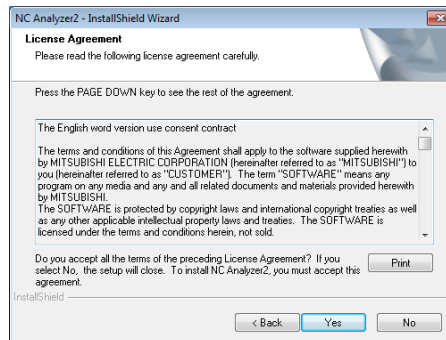 NC Analyzer2 - InstallShield Wizard
License Agreement
Please read the following license agreement carefully.
Press the PAGE DOWN key to see the rest of the agreement.
The English word version use consent contract
The terms and conditions of this Agreement shall apply to the software supplied herewith
by MITSUBISHI ELECTRIC CORPORATION (hereinafter referred to as "MITSUBISHI") to
you (hereinafter referred to as "CUSTOMER"). The term "SOFTWARE" means any
program on any media and any and all related documents and materials provided herewith
by MITSUBISHI.
The SOFTWARE is protected by copyright laws and international copyright treaties as well
as any other applicable intellectual property laws and treaties. The SOFTWARE is
licensed under the terms and conditions herein, not sold.
Do you accept all the terms of the preceding License Agreement? If you
select No, the setup will close. To install NC Analyzer2, you must accept this
agreement.
Print
InstallShield
< Back
Yes
No